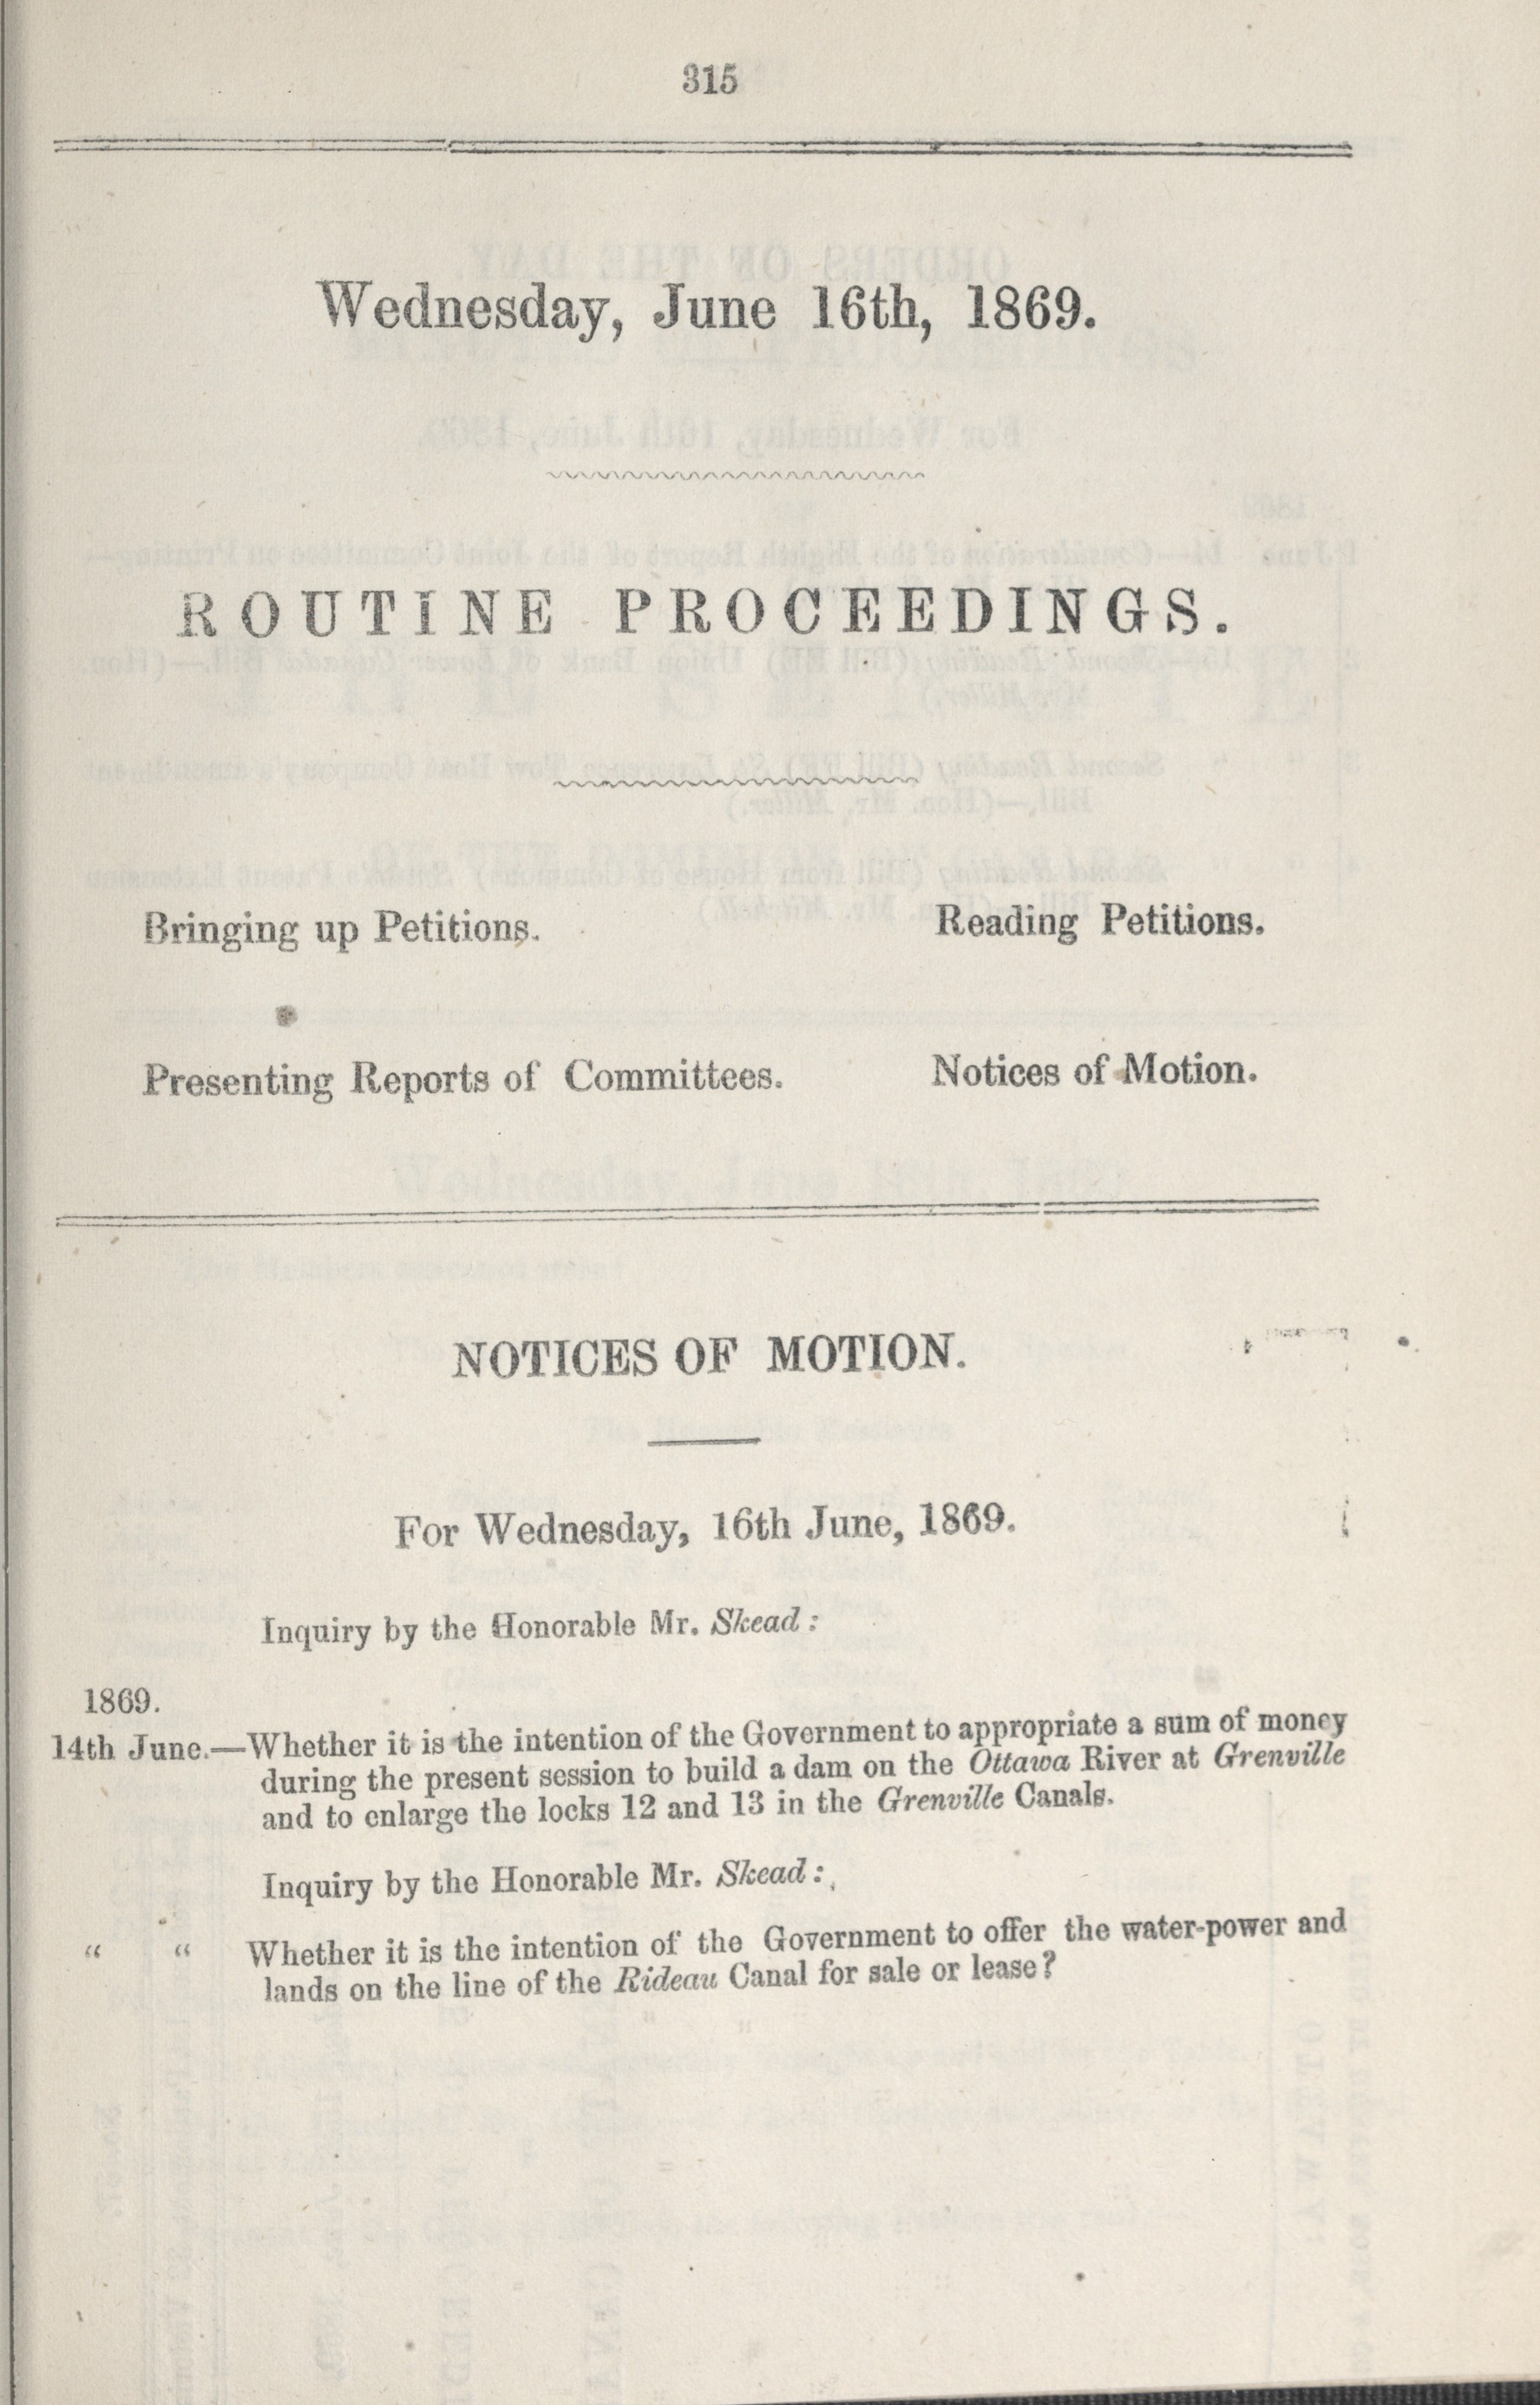 315
Wednesday, June 16th, 1869.
ROUTINE PROCEEDINGS.
Bringing up Petitions. Reading Petitions.
Presenting Reports of Committees. Notices of Motion.
NOTICES OF MOTION.
For Wednesday, 16th June, 1869.
Inquiry by the Honorable Mr. Skead:
1869.
14th June.—Whether it is the intention of the Government to appropriate a sum of money
during the present session to build a dam on the Ottawa River at Grenville
and to enlarge the locks 12 and 13 in the Grenville Canals.
Inquiry by the Honorable Mr. Skead:
“ “ Whether it is the intention of the Government to offer the water-power and
lands on the line of the Rideau Canal for sale or lease?